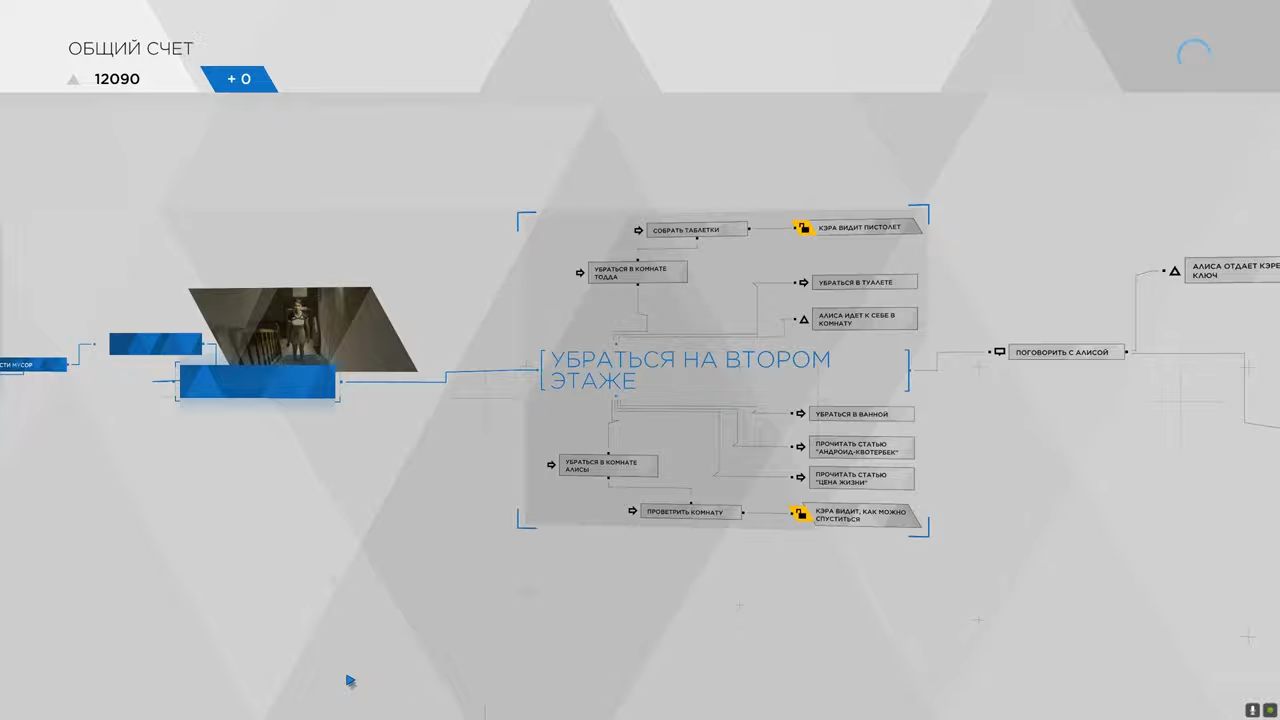 ОБЩИЙ СЧЕТ
12090
+ 0
СОБРАТЬ ТАБЛЕТКИ
КЭРА ВИДИТ ПИСТОЛЕТ
УБРАТЬСЯ В КОМНАТЕ
ТОДДА
УБРАТЬСЯ В ТУАЛЕТЕ
АЛИСА ИДЕТ К СЕБЕ В
КОМНАТУ
АЛИСА ОТДАЕТ КЭРЕ
КЛЮЧ
СТИ МУСОР
УБРАТЬСЯ НА ВТОРОМ
ЭТАЖЕ
ПОГОВОРИТЬ С АЛИСОЙ
УБРАТЬСЯ В ВАННОЙ
ПРОЧИТАТЬ СТАТЬЮ
"АНДРОИД-КВОТЕРБЕК"
УБРАТЬСЯ В КОМНАТЕ
АЛИСЫ
ПРОЧИТАТЬ СТАТЬЮ
"ЦЕНА ЖИЗНИ"
ПРОВЕТРИТЬ КОМНАТУ
КЭРА ВИДИТ, КАК МОЖНО
СПУСТИТЬСЯ